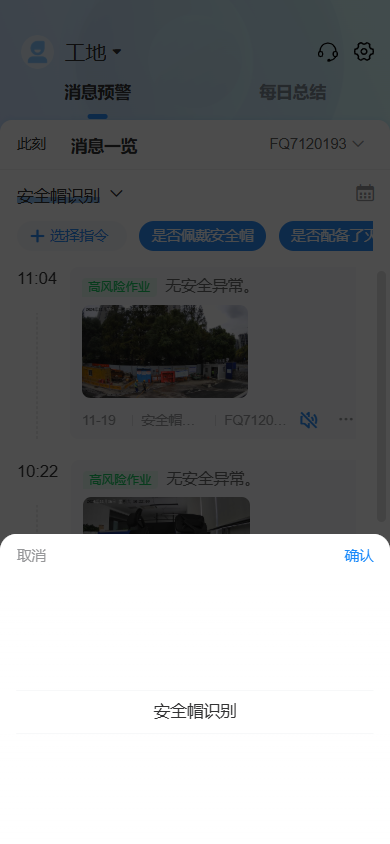 工地
消息预警 每日总结
此刻 消息一览 FQ7120193
安全帽识别
+ 选择指令 是否佩戴安全帽 是否配备了灭
11:04 高风险作业 无安全异常。
11-19 安全帽... FQ7120... ...
10:22 高风险作业 无安全异常。
取消 确认
安全帽识别